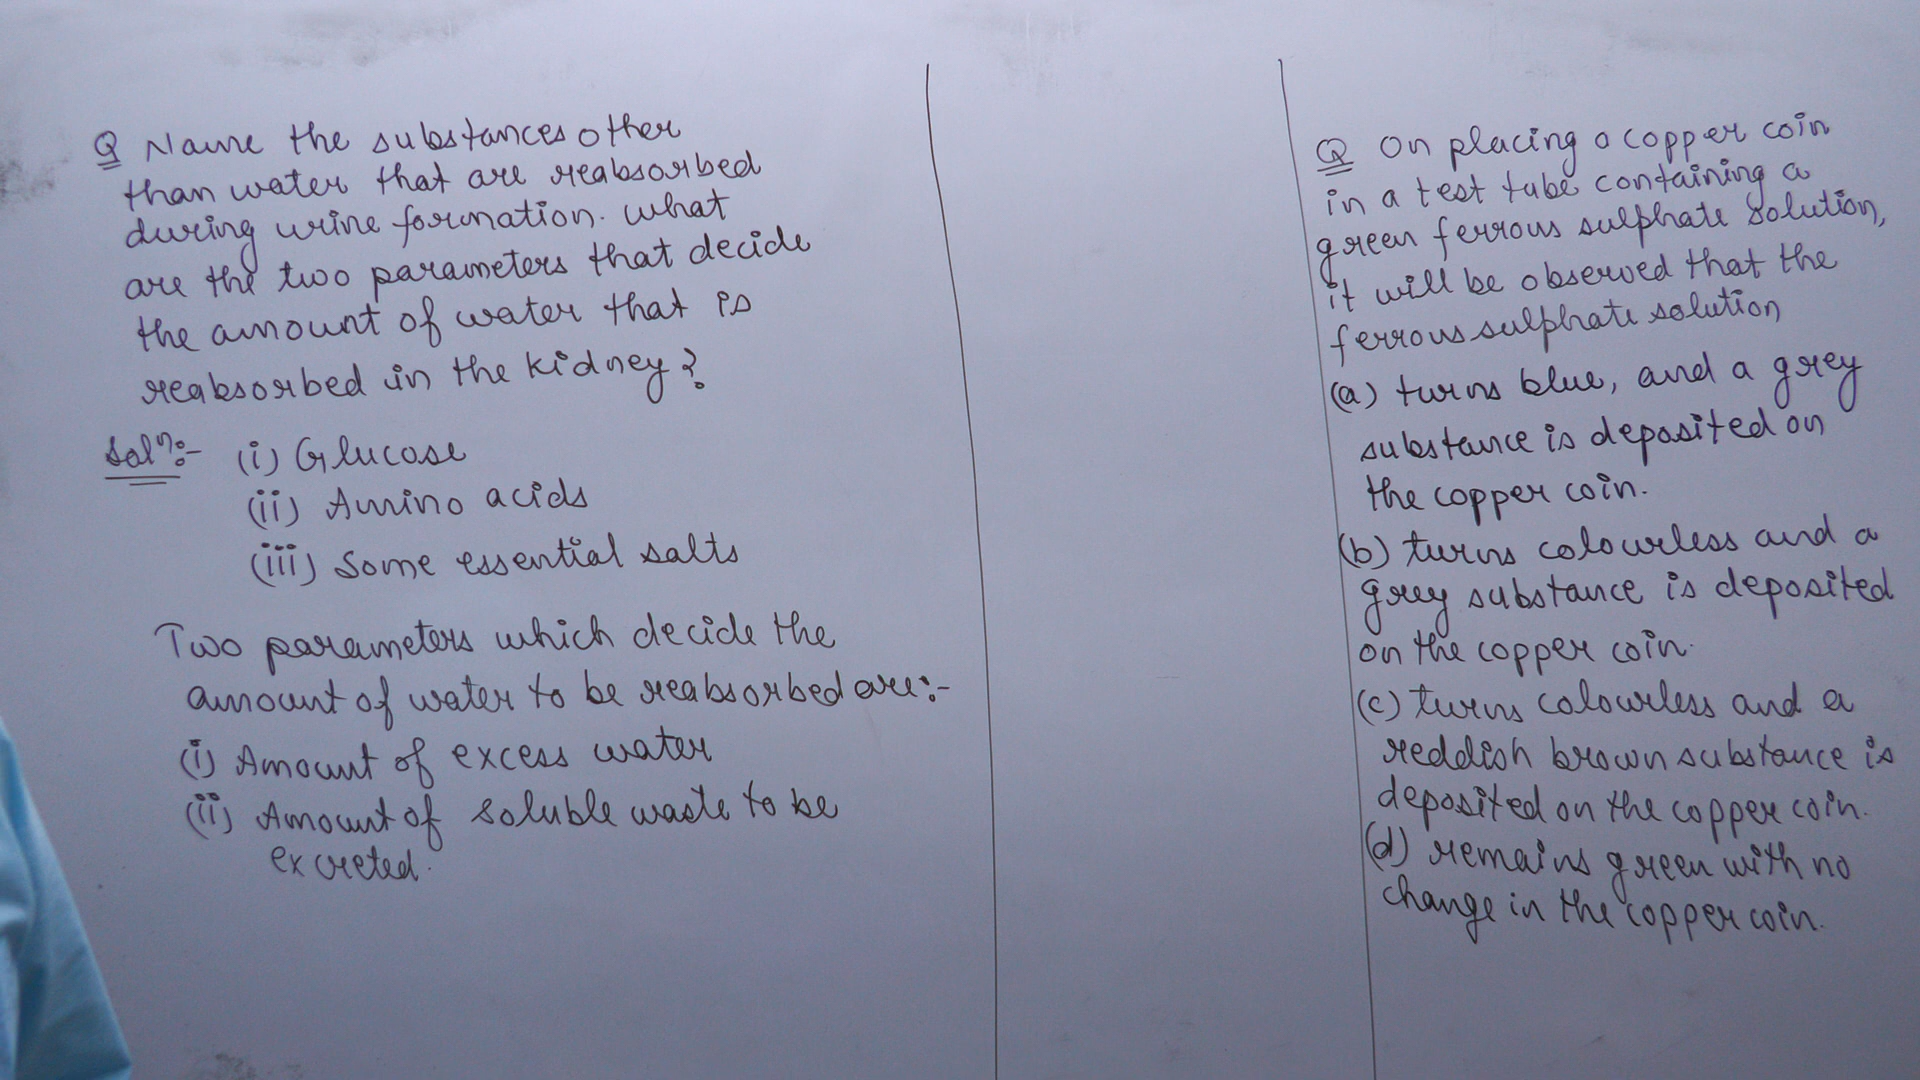 Q Name the substances other
than water that are reabsorbed
during urine formation. What
are the two parameters that decide
the amount of water that is
reabsorbed in the kidney?
Solⁿ:- (i) Glucose
(ii) Amino acids
(iii) Some essential salts
Two parameters which decide the
amount of water to be reabsorbed are:-
(i) Amount of excess water
(ii) Amount of soluble waste to be
excreted.
Q On placing a copper coin
in a test tube containing a
green ferrous sulphate solution,
it will be observed that the
ferrous sulphate solution
(a) turns blue, and a grey
substance is deposited on
the copper coin.
(b) turns colourless and a
grey substance is deposited
on the copper coin.
(c) turns colourless and a
reddish brown substance is
deposited on the copper coin.
(d) remains green with no
change in the copper coin.